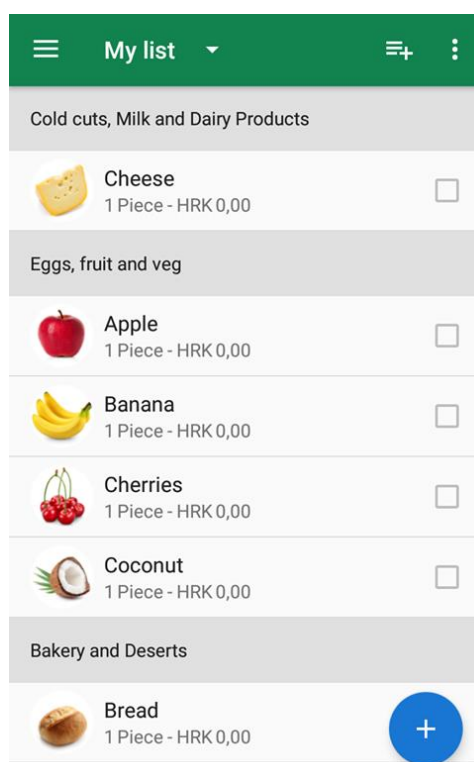 My list
Cold cuts, Milk and Dairy Products
Cheese
1 Piece - HRK 0,00
Eggs, fruit and veg
Apple
1 Piece - HRK 0,00
Banana
1 Piece - HRK 0,00
Cherries
1 Piece - HRK 0,00
Coconut
1 Piece - HRK 0,00
Bakery and Deserts
Bread
1 Piece - HRK 0,00